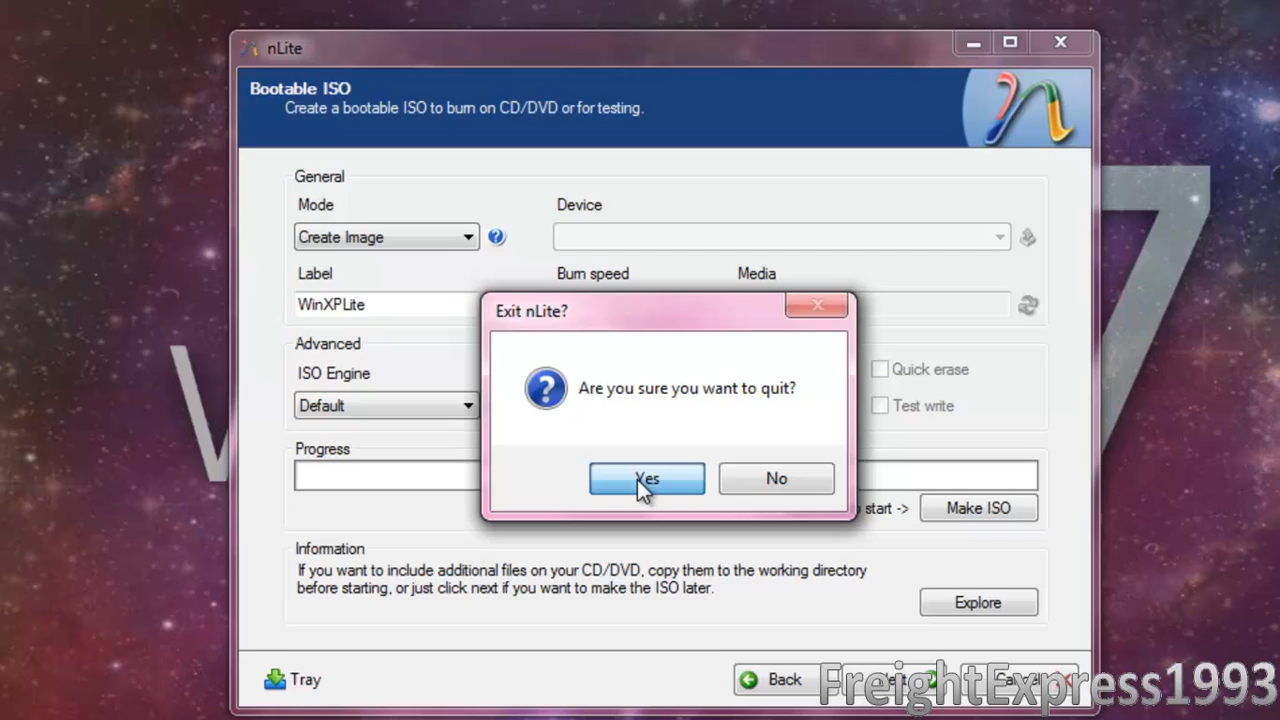 nLite
Bootable ISO
Create a bootable ISO to burn on CD/DVD or for testing.
General
Mode
Device
Create Image
Label
Burn speed
Media
WinXPLite
Exit nLite?
Are you sure you want to quit?
Yes
No
Advanced
ISO Engine
Default
Quick erase
Test write
Progress
start ->
Make ISO
Information
If you want to include additional files on your CD/DVD, copy them to the working directory
before starting, or just click next if you want to make the ISO later.
Explore
Tray
Back
FreightExpress1993
7